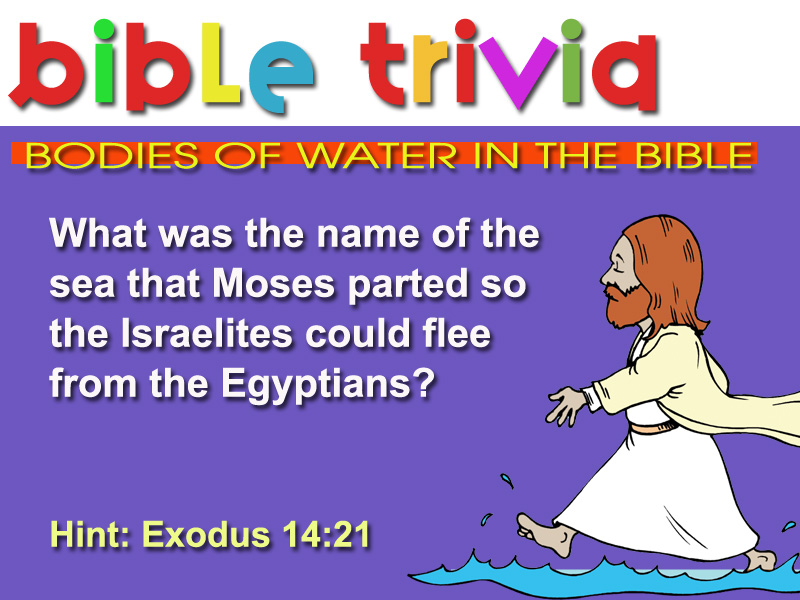 bible trivia
BODIES OF WATER IN THE BIBLE
What was the name of the
sea that Moses parted so
the Israelites could flee
from the Egyptians?
Hint: Exodus 14:21